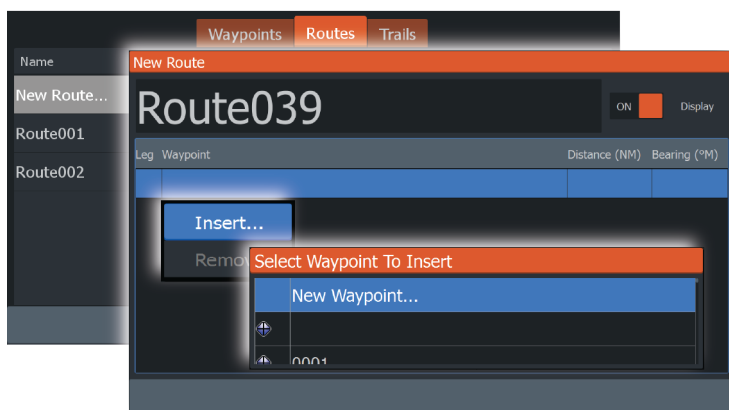 Waypoints Routes Trails
Name
New Route...
Route001
Route002
New Route
Route039
ON Display
Leg Waypoint Distance (NM) Bearing (°M)
Insert...
Select Waypoint To Insert
New Waypoint...
0001